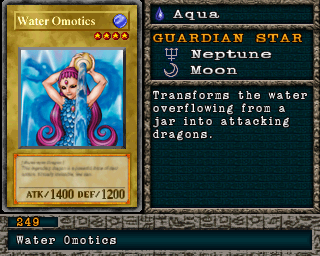 Water Omotics
ATK/1400 DEF/1200
Aqua
GUARDIAN STAR
Neptune
Moon
Transforms the water
overflowing from a
jar into attacking
dragons.
249
Water Omotics